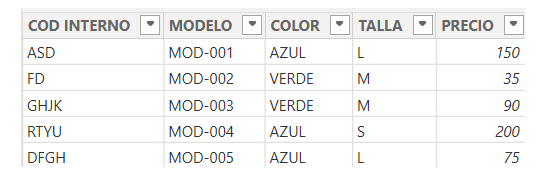 COD INTERNO MODELO COLOR TALLA PRECIO
ASD MOD-001 AZUL L 150
FD MOD-002 VERDE M 35
GHJK MOD-003 VERDE M 90
RTYU MOD-004 AZUL S 200
DFGH MOD-005 AZUL L 75